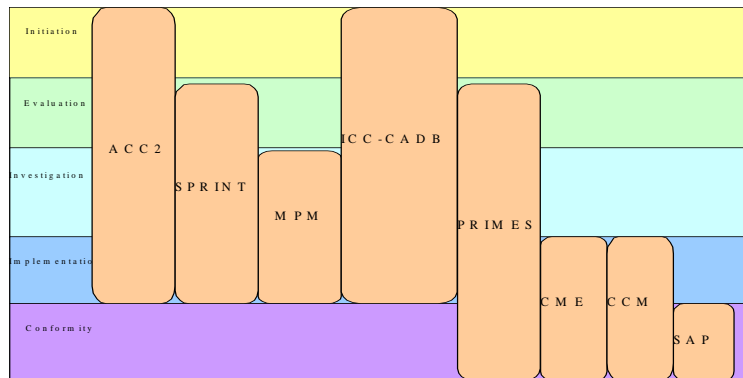 Initiation
Evaluation
ACC2
ICC-CADB
Investigation
SPRINT
MPM
PRIMES
Implementatio
CME
CCM
Conformity
SAP